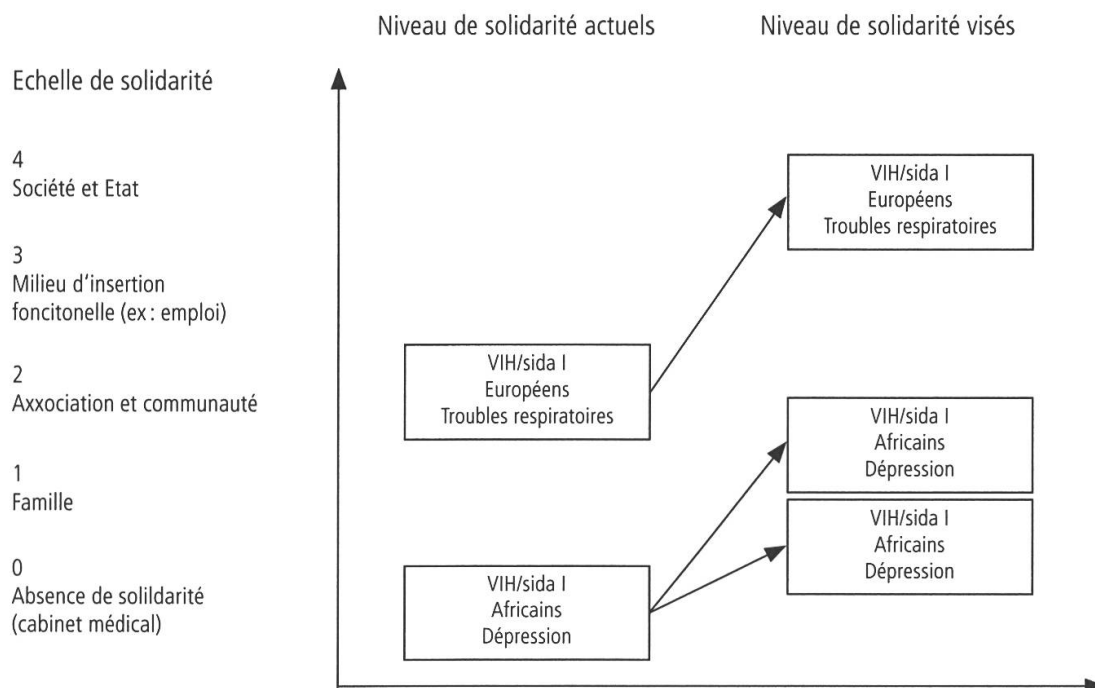 Niveau de solidarité actuels
Niveau de solidarité visés
Echelle de solidarité
4
Société et Etat
3
Milieu d'insertion
foncitonelle (ex : emploi)
2
Axxociation et communauté
1
Famille
0
Absence de solildarité
(cabinet médical)
VIH/sida I
Européens
Troubles respiratoires
VIH/sida I
Africains
Dépression
VIH/sida I
Européens
Troubles respiratoires
VIH/sida I
Africains
Dépression
VIH/sida I
Africains
Dépression